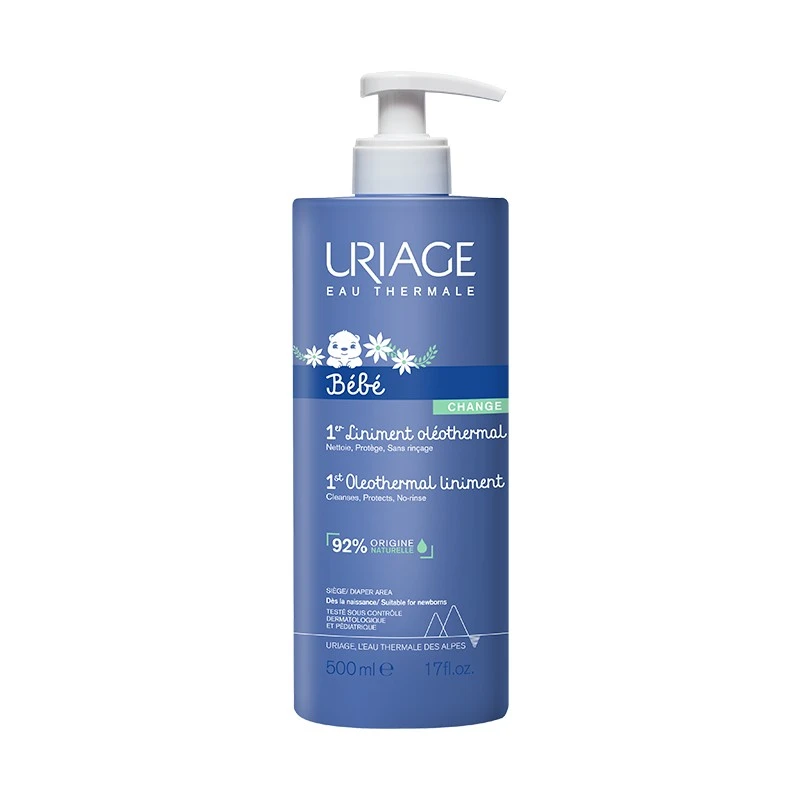 URIAGE
EAU THERMALE
Bébé
CHANGE
1er Liniment oléothermal
Nettoie, Protège, Sans rinçage
1st Oleothermal liniment
Cleanses, Protects, No-rinse
92% ORIGINE
NATURELLE
SIÈGE/ DIAPER AREA
Dès la naissance/ Suitable for newborns
TESTÉ SOUS CONTRÔLE
DERMATOLOGIQUE
ET PÉDIATRIQUE
URIAGE, L'EAU THERMALE DES ALPES
500 ml e 17fl.oz.